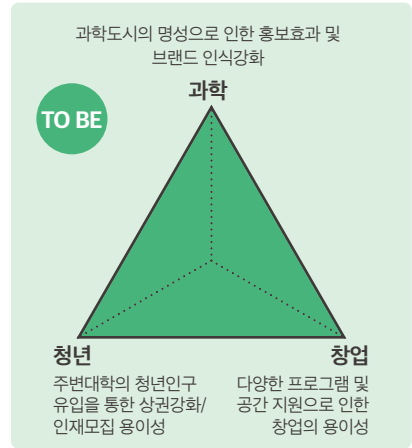 과학도시의 명성으로 인한 홍보효과 및
브랜드 인식강화
과학
TO BE
청년
주변대학의 청년인구
유입을 통한 상권강화/
인재모집 용이성
창업
다양한 프로그램 및
공간 지원으로 인한
창업의 용이성